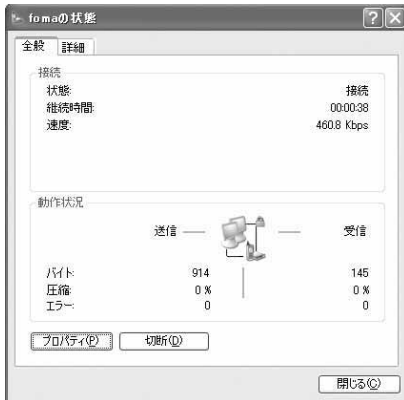 fomaの状態
全般 詳細
接続
状態: 接続
継続時間: 00:00:38
速度: 460.8 Kbps
動作状況
送信 受信
バイト: 914 145
圧縮: 0 % 0 %
エラー: 0 0
プロパティ(P) 切断(D)
閉じる(C)